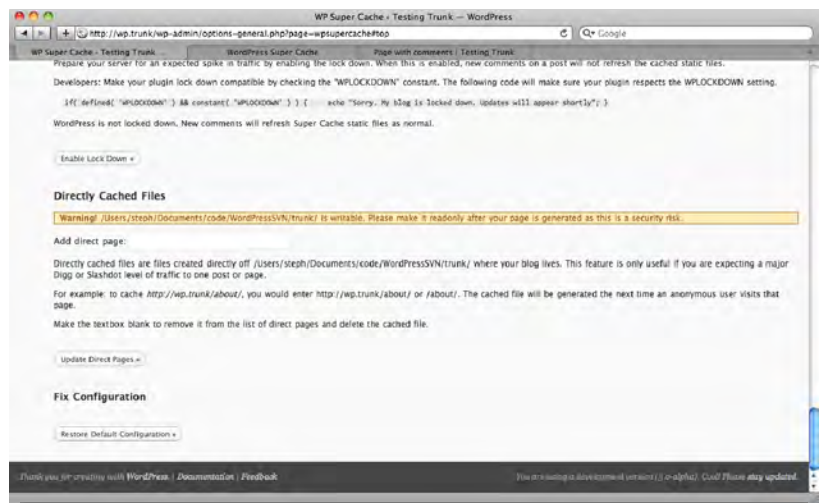 WP Super Cache ‹ Testing Trunk — WordPress
http://wp.trunk/wp-admin/options-general.php?page=wpsupercache#top
Google
WP Super Cache ‹ Testing Trunk ...
WordPress Super Cache
Page with comments | Testing Trunk
Prepare your server for an expected spike in traffic by enabling the lock down. When this is enabled, new comments on a post will not refresh the cached static files.
Developers: Make your plugin lock down compatible by checking the "WPLOCKDOWN" constant. The following code will make sure your plugin respects the WPLOCKDOWN setting.
if( defined( 'WPLOCKDOWN' ) && constant( 'WPLOCKDOWN' ) ) { echo "Sorry. My blog is locked down. Updates will appear shortly"; }
WordPress is not locked down. New comments will refresh Super Cache static files as normal.
Enable Lock Down »
Directly Cached Files
Warning! /Users/steph/Documents/code/WordPressSVN/trunk/ is writable. Please make it readonly after your page is generated as this is a security risk.
Add direct page:
Directly cached files are files created directly off /Users/steph/Documents/code/WordPressSVN/trunk/ where your blog lives. This feature is only useful if you are expecting a major
Digg or Slashdot level of traffic to one post or page.
For example: to cache http://wp.trunk/about/, you would enter http://wp.trunk/about/ or /about/. The cached file will be generated the next time an anonymous user visits that
page.
Make the textbox blank to remove it from the list of direct pages and delete the cached file.
Update Direct Pages »
Fix Configuration
Restore Default Configuration »
Thank you for creating with WordPress. | Documentation | Feedback
You are using a development version (3.0-alpha). Cool! Please stay updated.